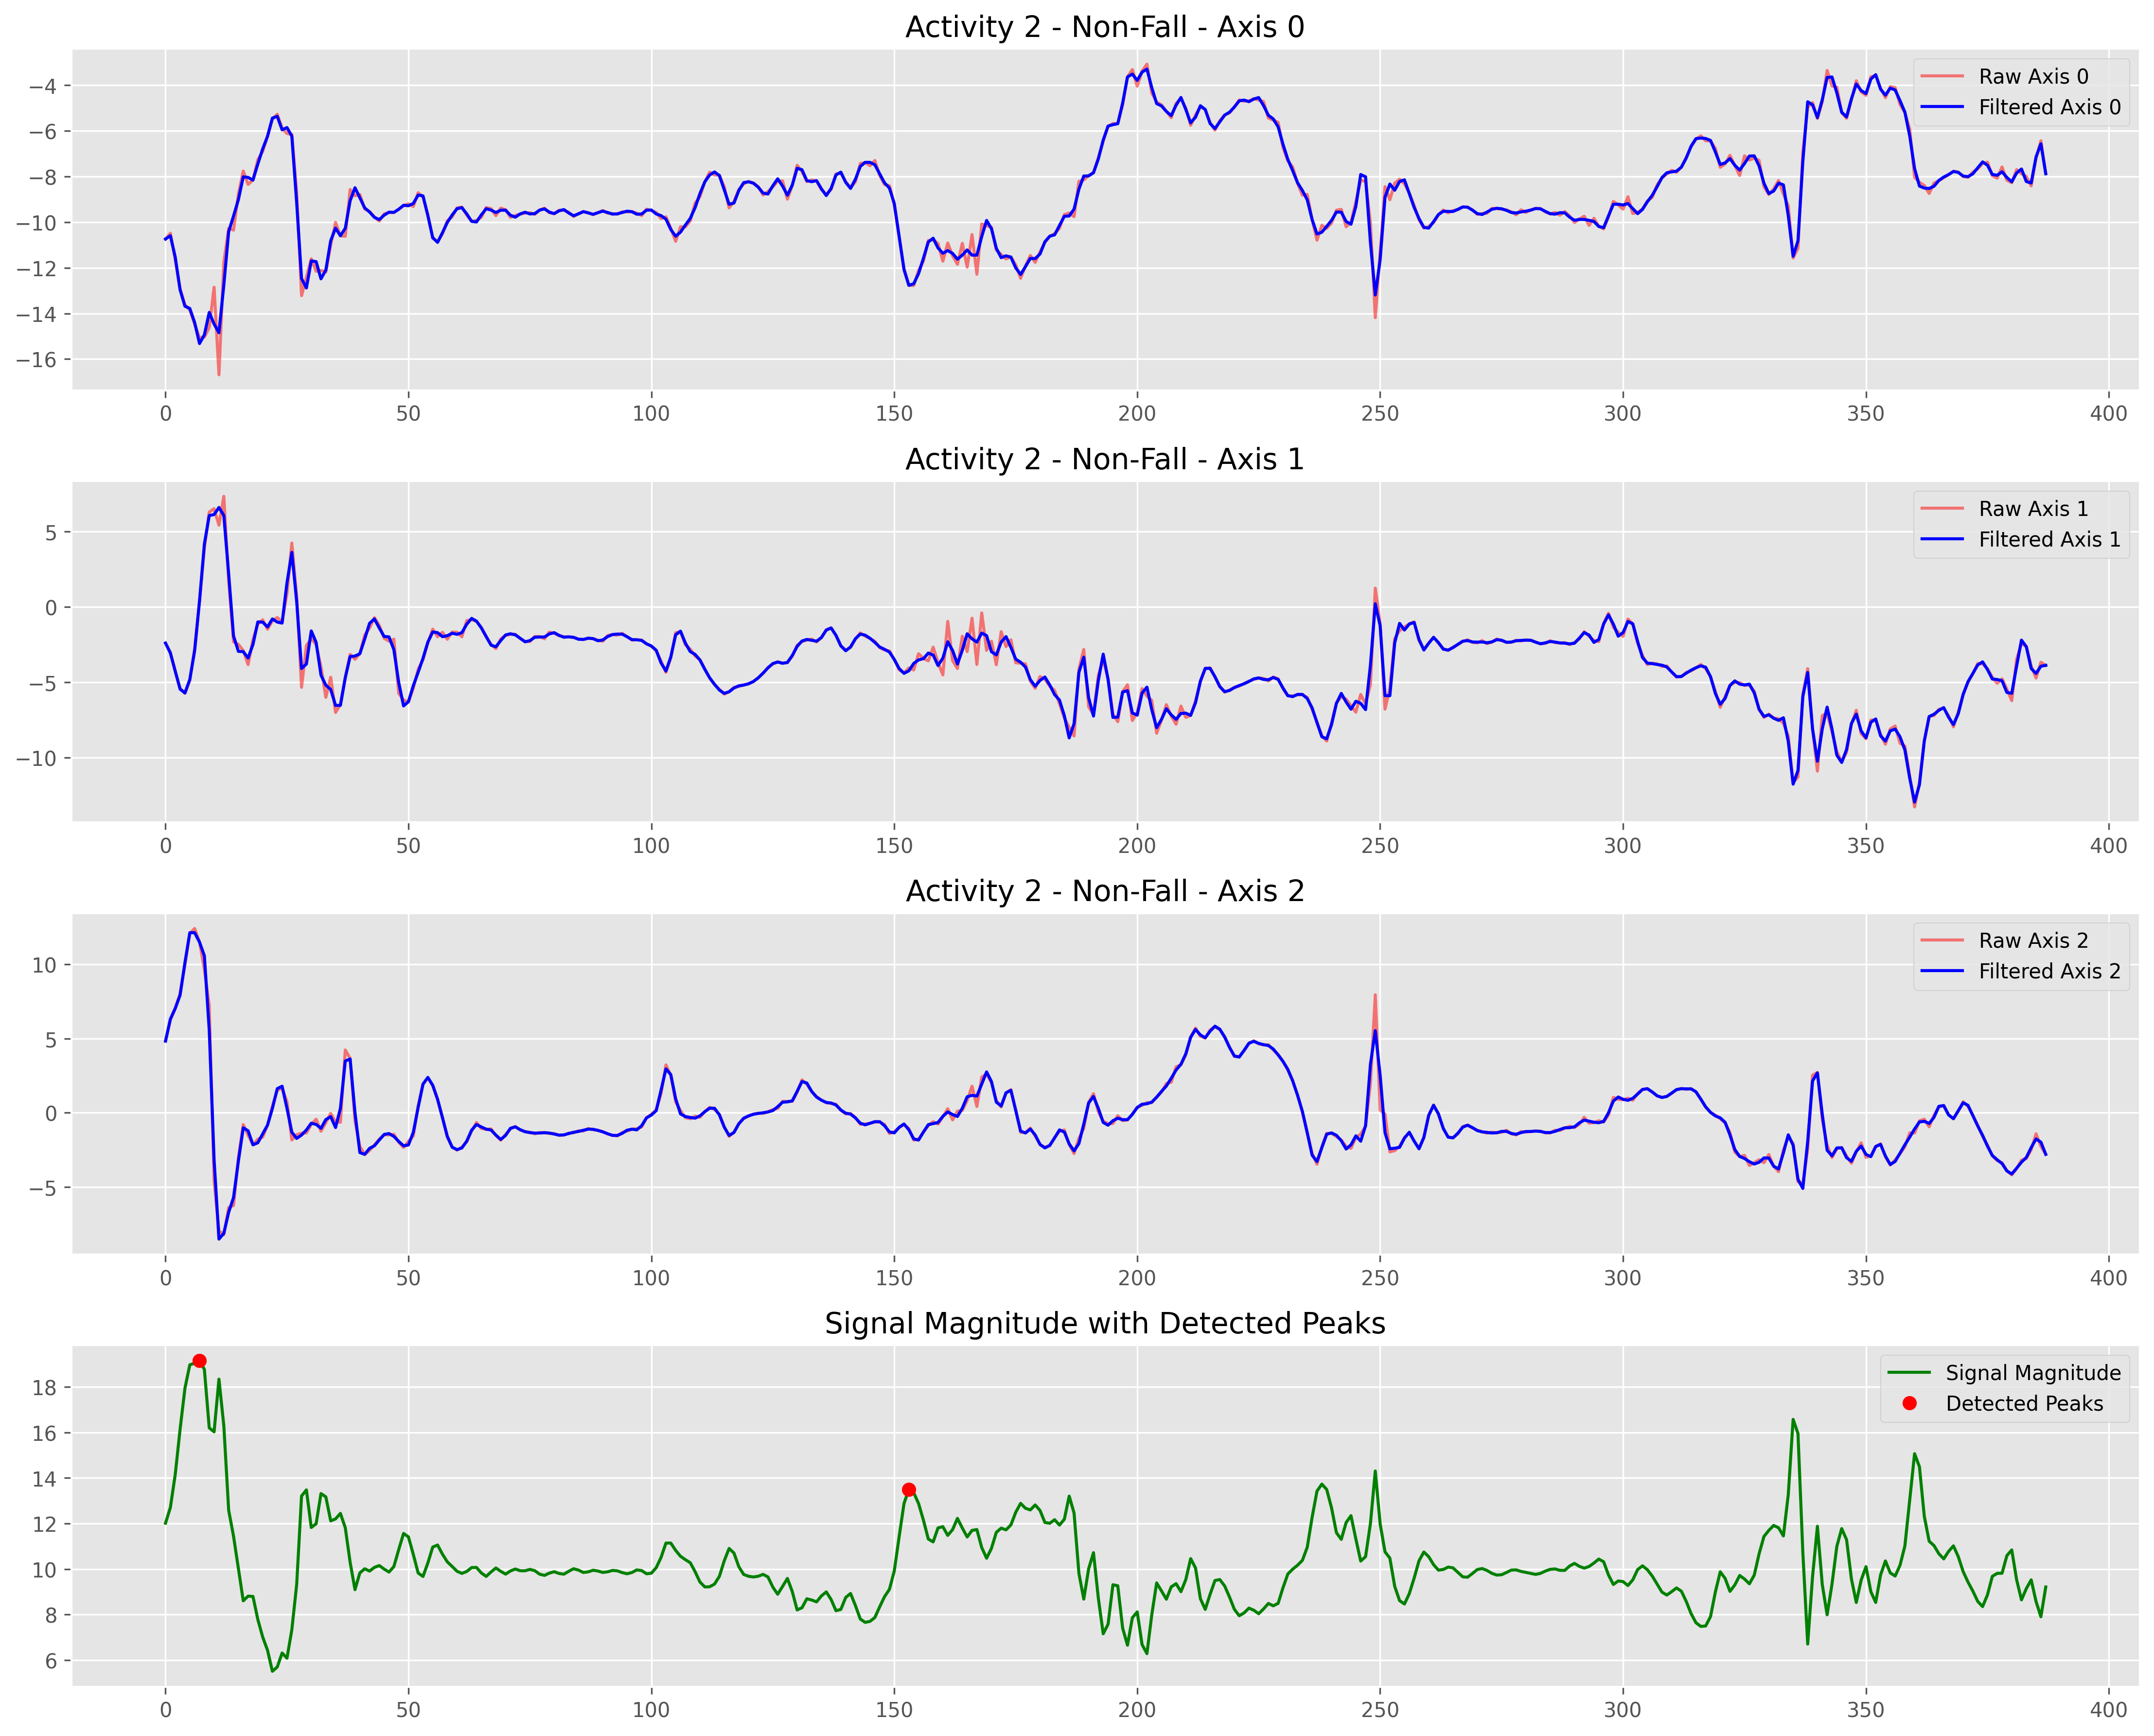 Activity 2 - Non-Fall - Axis 0
Raw Axis 0
Filtered Axis 0
−4
−6
−8
−10
−12
−14
−16
0 50 100 150 200 250 300 350 400
Activity 2 - Non-Fall - Axis 1
Raw Axis 1
Filtered Axis 1
5
0
−5
−10
0 50 100 150 200 250 300 350 400
Activity 2 - Non-Fall - Axis 2
Raw Axis 2
Filtered Axis 2
10
5
0
−5
0 50 100 150 200 250 300 350 400
Signal Magnitude with Detected Peaks
Signal Magnitude
Detected Peaks
18
16
14
12
10
8
6
0 50 100 150 200 250 300 350 400